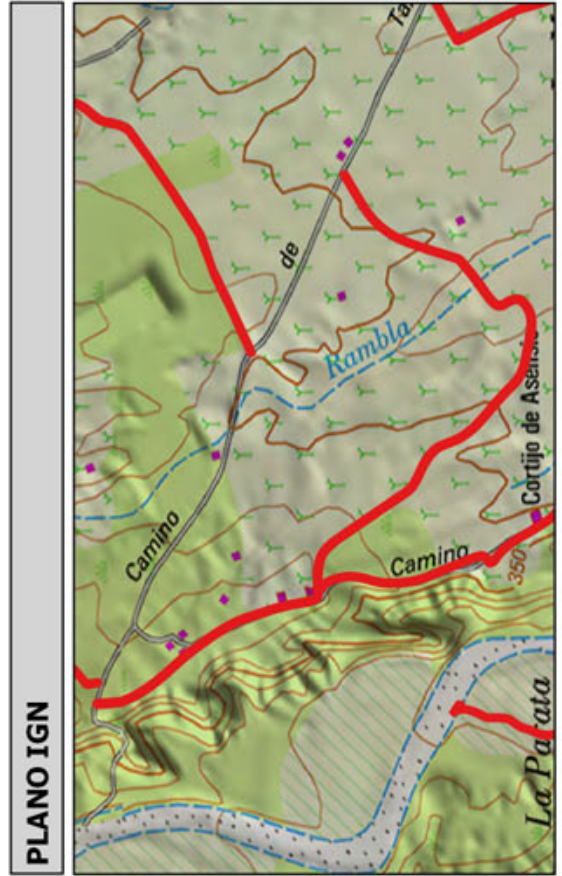 PLANO IGN
Ta
de
Rambla
Camino
Cortijo de Asensio
Camino
350
La Parata